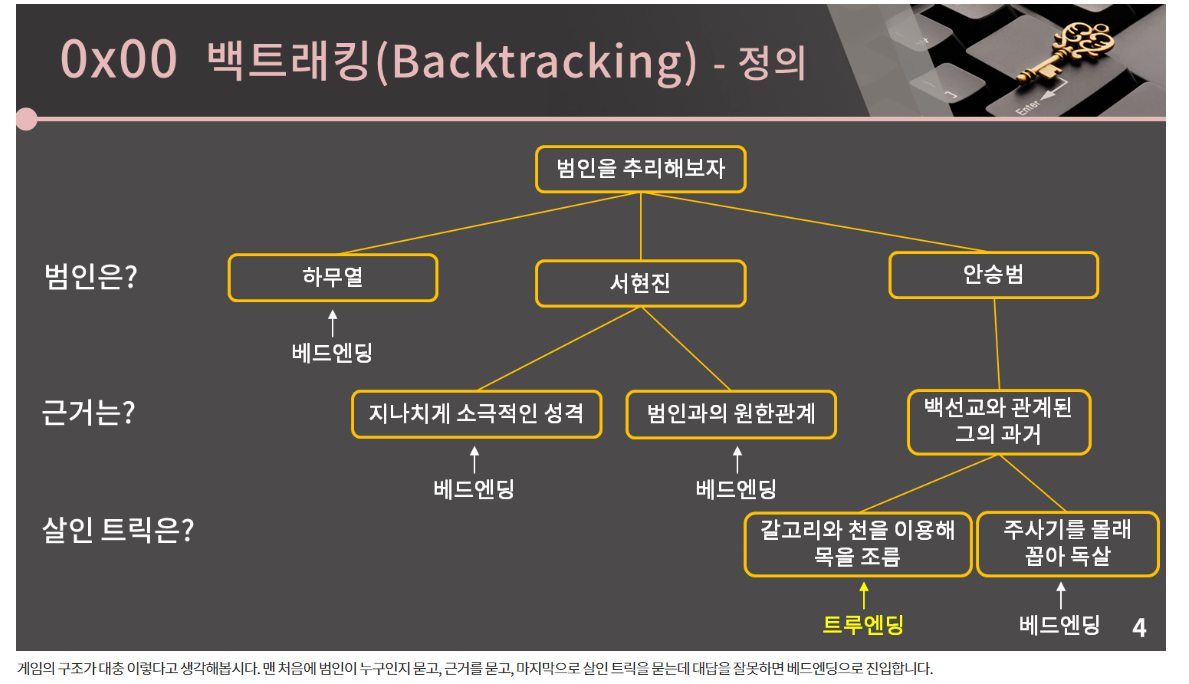 0x00 백트래킹(Backtracking) - 정의
Enter
범인을 추리해보자
범인은?
하무열
서현진
안승범
베드엔딩
근거는?
지나치게 소극적인 성격
범인과의 원한관계
백선교와 관계된
그의 과거
베드엔딩
베드엔딩
살인 트릭은?
갈고리와 천을 이용해
목을 조름
주사기를 몰래
꼽아 독살
트루엔딩
베드엔딩
4
게임의 구조가 대충 이렇다고 생각해봅시다. 맨 처음에 범인이 누구인지 묻고, 근거를 묻고, 마지막으로 살인 트릭을 묻는데 대답을 잘못하면 베드엔딩으로 진입합니다.